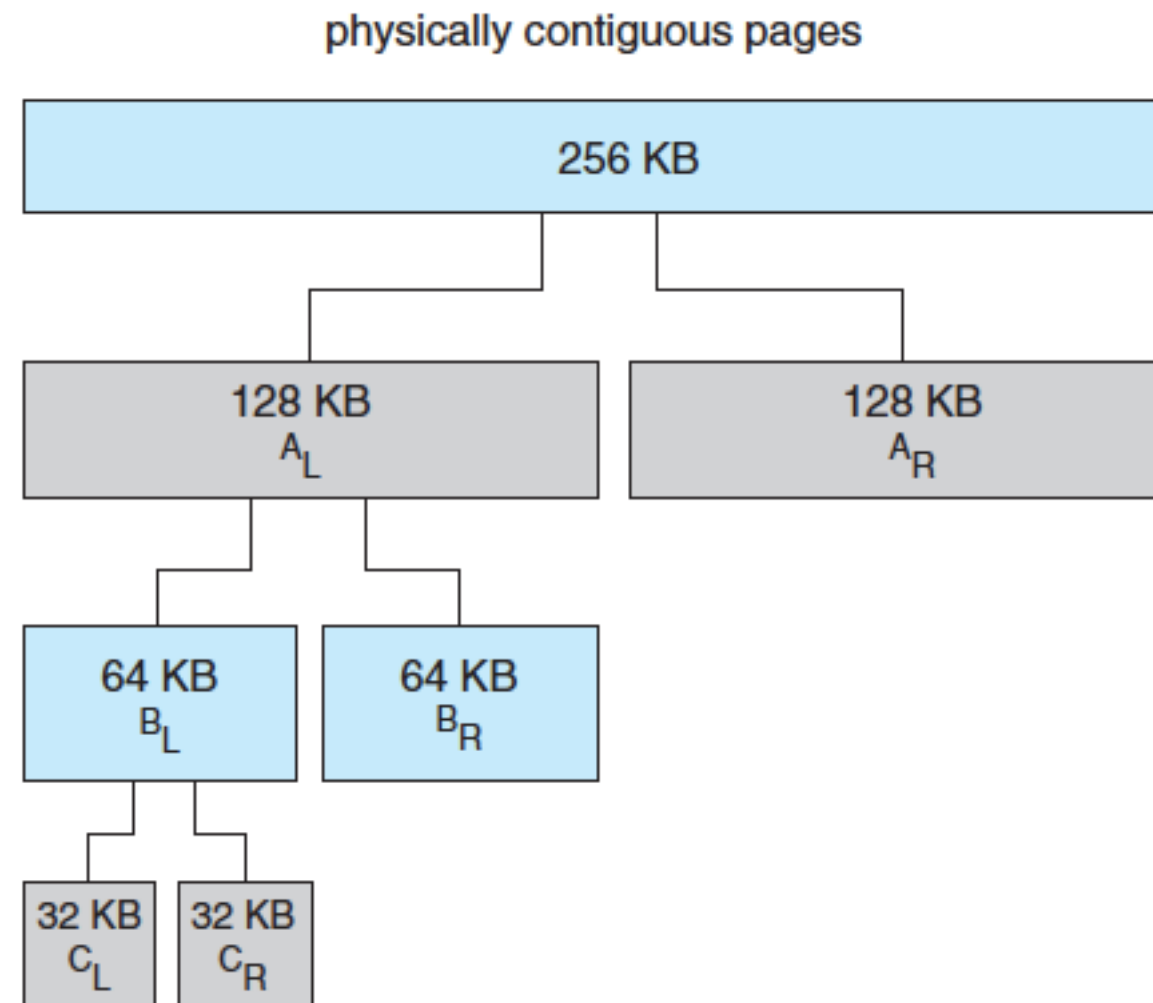 physically contiguous pages
256 KB
128 KB
A_L
128 KB
A_R
64 KB
B_L
64 KB
B_R
32 KB
C_L
32 KB
C_R